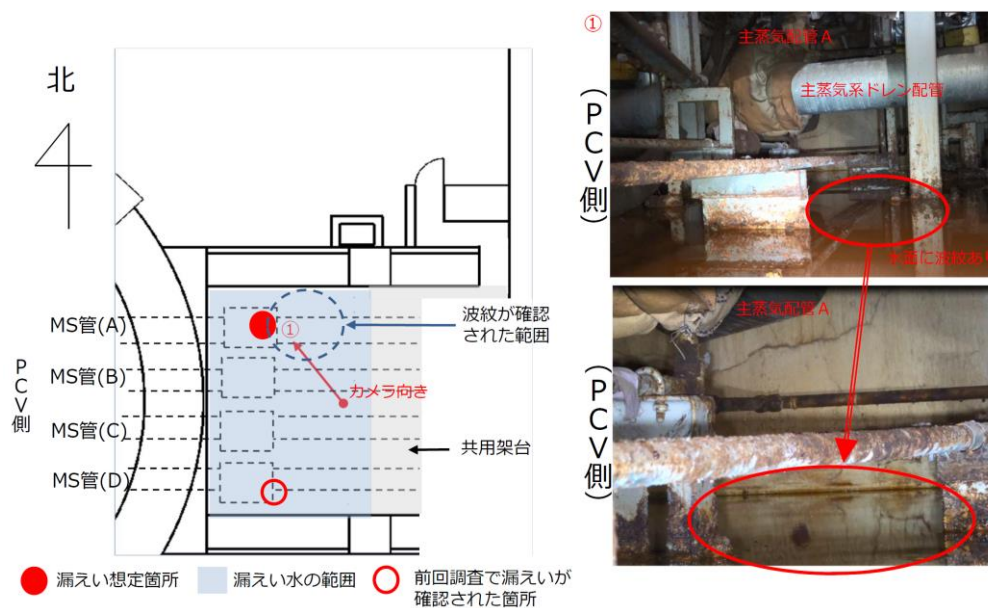 北
MS管(A)
MS管(B)
MS管(C)
MS管(D)
PCV側
①
カメラ向き
波紋が確認
された範囲
共用架台
漏えい想定箇所
漏えい水の範囲
前回調査で漏えいが
確認された箇所
①
(PCV側)
主蒸気配管A
主蒸気系ドレン配管
水面に波紋あり
(PCV側)
主蒸気配管A